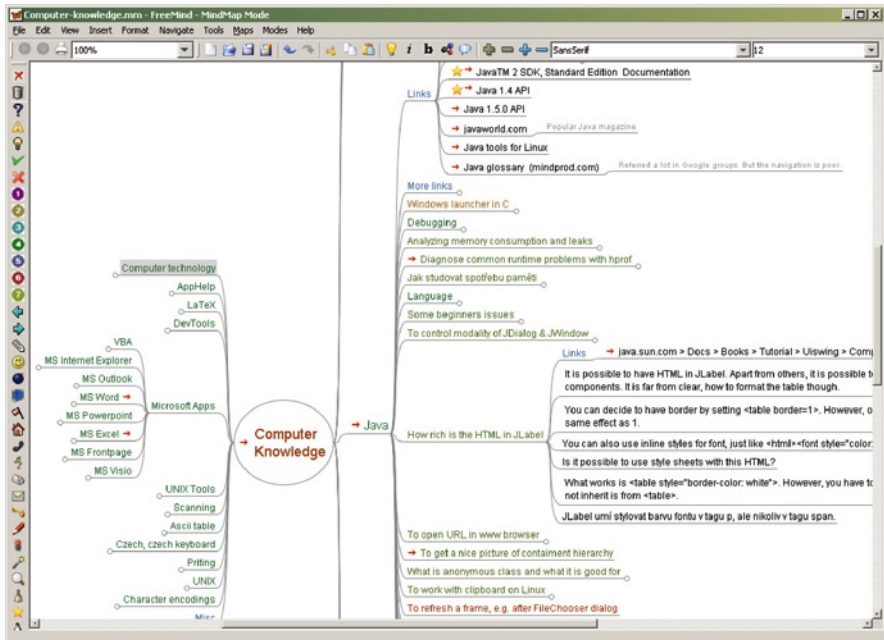 Computer-knowledge.mm - FreeMind - MindMap Mode
File Edit View Insert Format Navigate Tools Maps Modes Help
100%
SansSerif
12
Links
JavaTM 2 SDK, Standard Edition Documentation
Java 1.4 API
Java 1.5.0 API
javaworld.com
Popular Java magazine
Java tools for Linux
Java glossary (mindprod.com)
Referred a lot in Google groups. But the navigation is poor.
More links
Windows launcher in C
Debugging
Analyzing memory consumption and leaks
Diagnose common runtime problems with hprof
Jak studovat spotřebu paměti
Language
Some beginners issues
To control modality of JDialog & JWindow
Computer technology
AppHelp
LaTeX
DevTools
VBA
MS Internet Explorer
MS Outlook
MS Word
MS Powerpoint
MS Excel
MS Frontpage
MS Visio
Microsoft Apps
Computer
Knowledge
Java
How rich is the HTML in JLabel
Links
java.sun.com > Docs > Books > Tutorial > Uiswing > Comp
It is possible to have HTML in JLabel. Apart from others, it is possible t
components. It is far from clear, how to format the table though.
You can decide to have border by setting <table border=1>. However, o
same effect as 1.
You can also use inline styles for font, just like <html><font style="color:
Is it possible to use style sheets with this HTML?
What works is <table style="border-color: white">. However, you have to
not inherit is from <table>.
JLabel umí stylovat barvu fontu v tagu p, ale nikoliv v tagu span.
UNIX Tools
Scanning
Ascii table
Czech, czech keyboard
Priting
UNIX
Character encodings
Misc
To open URL in www browser
To get a nice picture of contaiment hierarchy
What is anonymous class and what it is good for
To work with clipboard on Linux
To refresh a frame, e.g. after FileChooser dialog